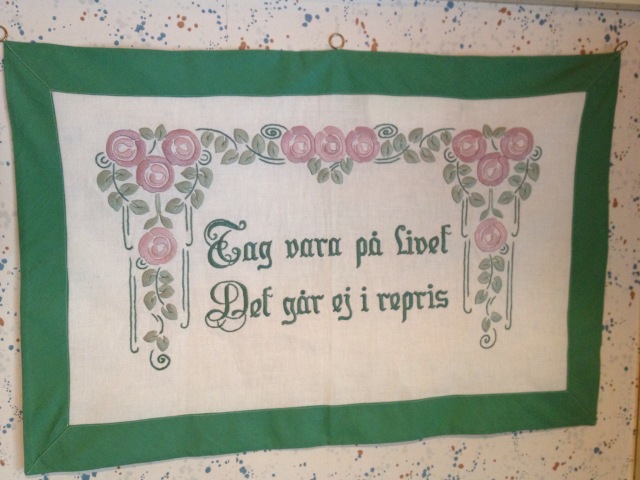 Tag vara på Livet
Det går ej i repris